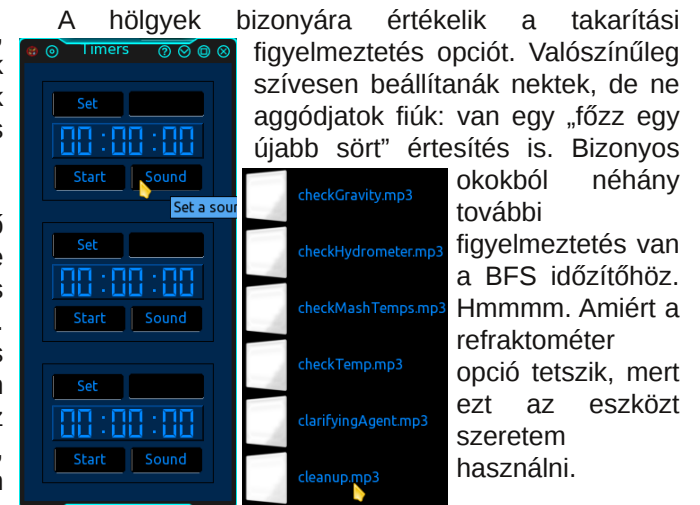 A hölgyek bizonyára értékelik a takarítási
figyelmeztetés opciót. Valószínűleg
szívesen beállítanák nektek, de ne
aggódjatok fiúk: van egy „főzz egy
újabb sört” értesítés is. Bizonyos
okokból néhány
további
figyelmeztetés van
a BFS időzítőhöz.
Hmmmm. Amiért a
refraktométer
opció tetszik, mert
ezt az eszközt
szeretem
használni.
Timers
Set
00:00:00
Start Sound
Set a soun
Set
00:00:00
Start Sound
Set
00:00:00
Start Sound
checkGravity.mp3
checkHydrometer.mp3
checkMashTemps.mp3
checkTemp.mp3
clarifyingAgent.mp3
cleanup.mp3